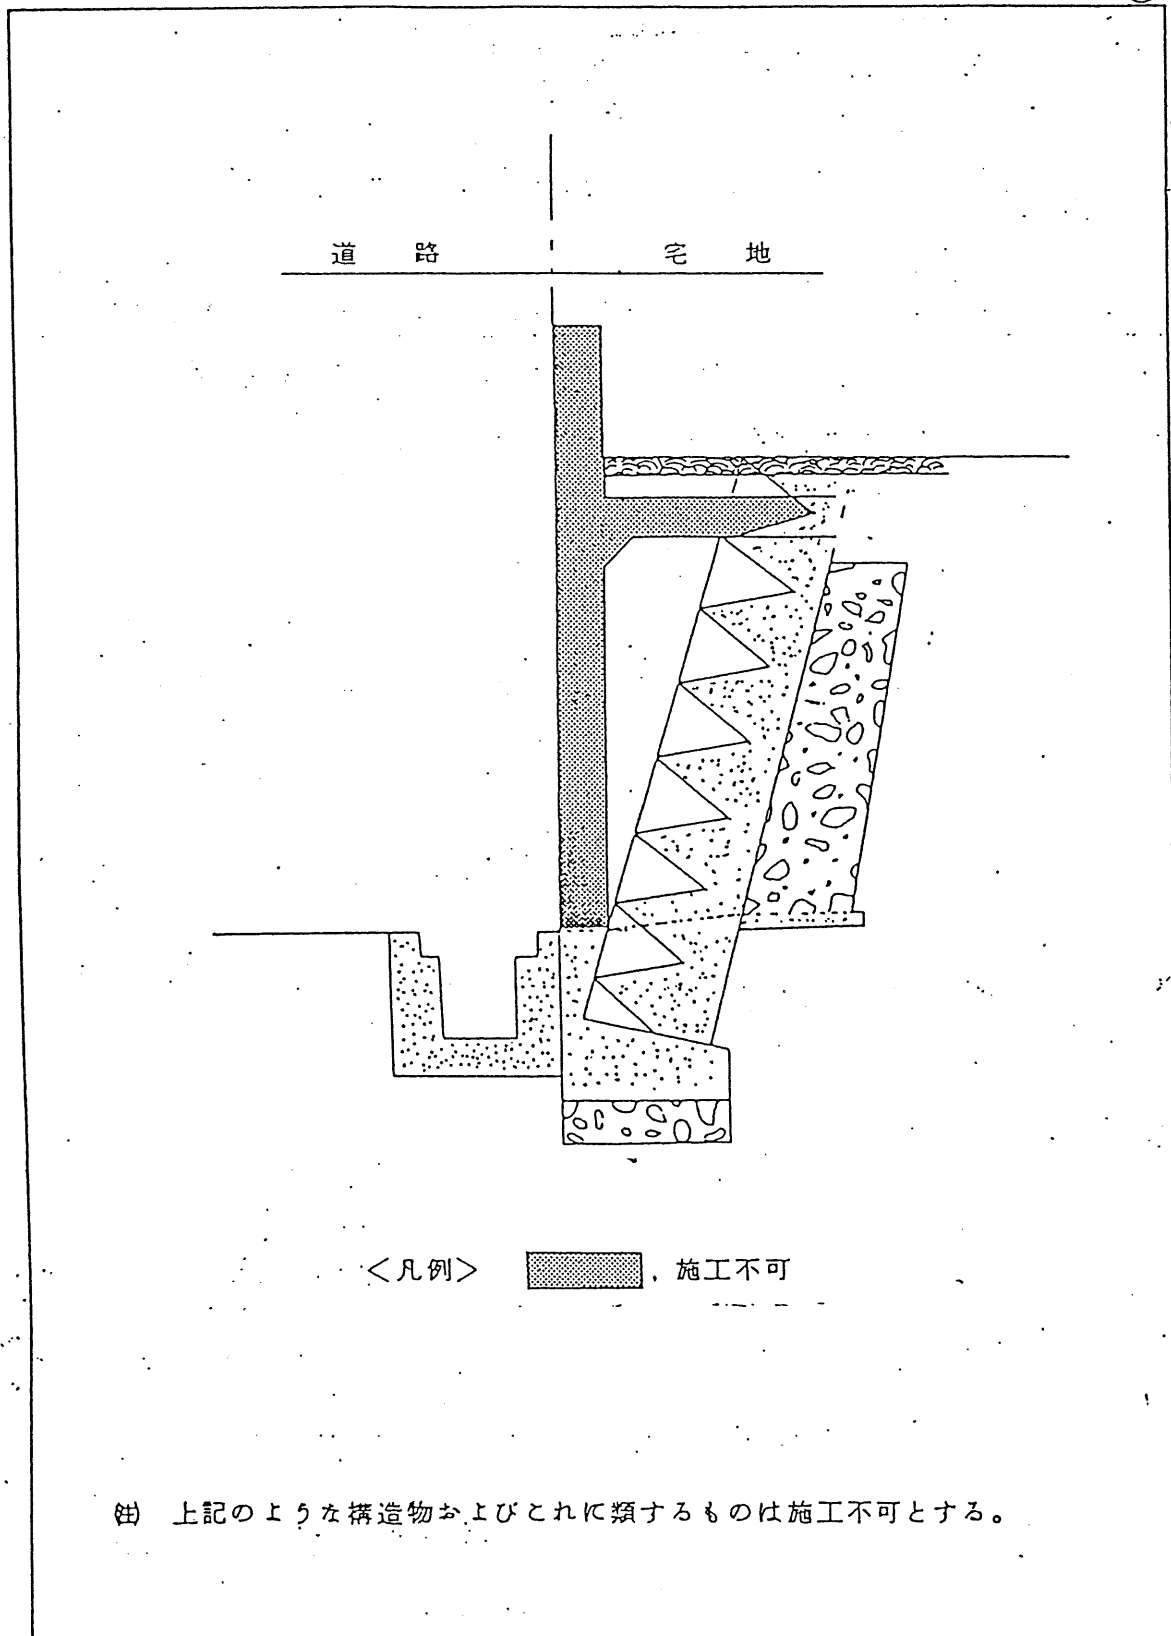 道路 宅地
＜凡例＞ 施工不可
(注) 上記のような構造物およびこれに類するものは施工不可とする。